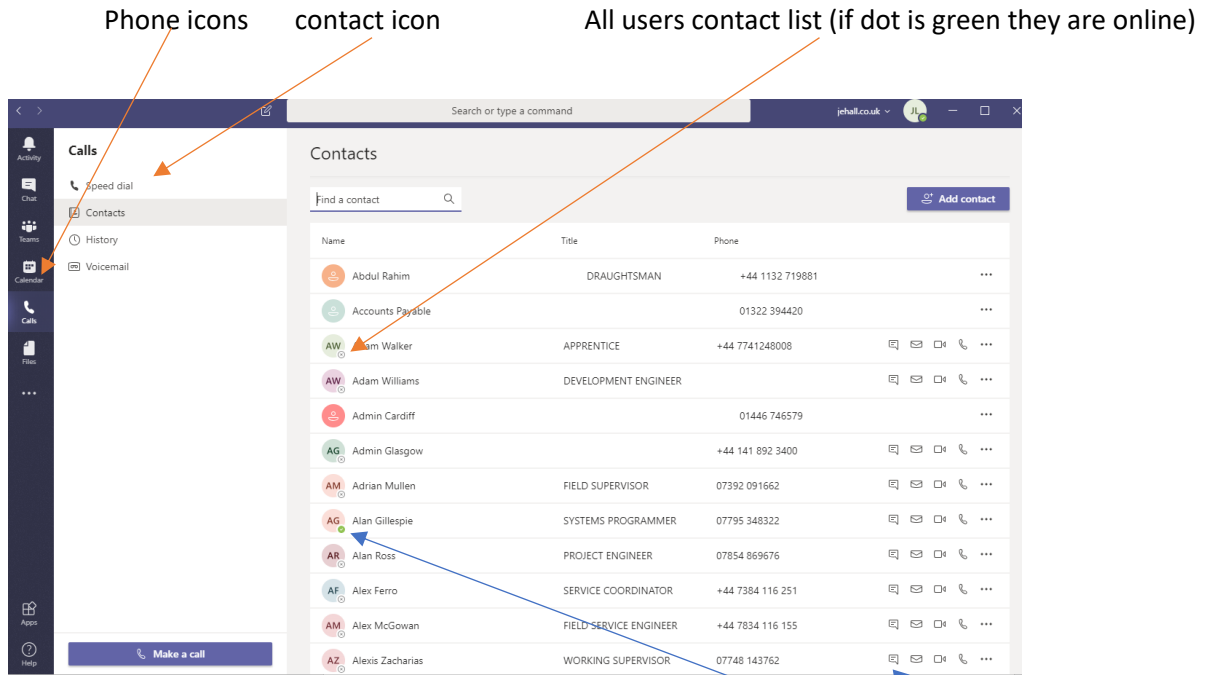 Phone icons contact icon All users contact list (if dot is green they are online)
Search or type a command jehall.co.uk JL
Activity
Chat
Teams
Calendar
Calls
Files
Apps
Help
Calls
Speed dial
Contacts
History
Voicemail
Make a call
Contacts
Find a contact
Add contact
Name Title Phone
Abdul Rahim DRAUGHTSMAN +44 1132 719881
Accounts Payable 01322 394420
AW Adam Walker APPRENTICE +44 7741248008
AW Adam Williams DEVELOPMENT ENGINEER
Admin Cardiff 01446 746579
AG Admin Glasgow +44 141 892 3400
AM Adrian Mullen FIELD SUPERVISOR 07392 091662
AG Alan Gillespie SYSTEMS PROGRAMMER 07795 348322
AR Alan Ross PROJECT ENGINEER 07854 869676
AF Alex Ferro SERVICE COORDINATOR +44 7384 116 251
AM Alex McGowan FIELD SERVICE ENGINEER +44 7834 116 155
AZ Alexis Zacharias WORKING SUPERVISOR 07748 143762